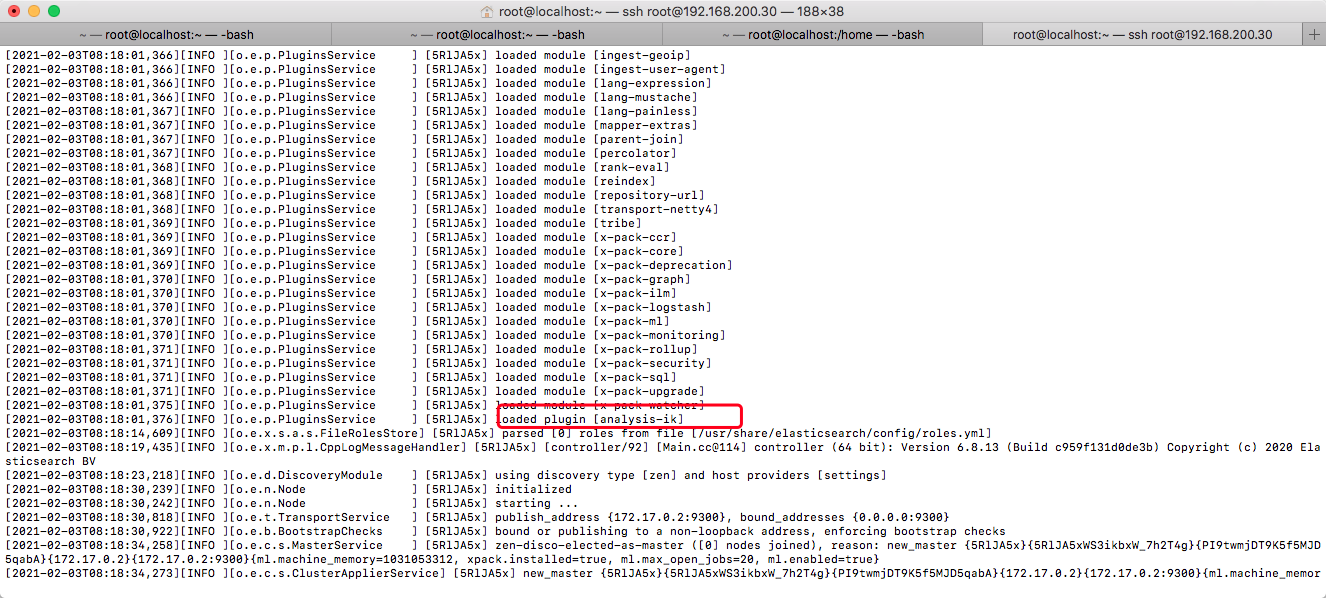 root@localhost:~ — ssh root@192.168.200.30 — 188×38
~ — root@localhost:~ — -bash
~ — root@localhost:~ — -bash
~ — root@localhost:/home — -bash
root@localhost:~ — ssh root@192.168.200.30
[2021-02-03T08:18:01,366][INFO ][o.e.p.PluginsService     ] [5RlJA5x] loaded module [ingest-geoip]
[2021-02-03T08:18:01,366][INFO ][o.e.p.PluginsService     ] [5RlJA5x] loaded module [ingest-user-agent]
[2021-02-03T08:18:01,366][INFO ][o.e.p.PluginsService     ] [5RlJA5x] loaded module [lang-expression]
[2021-02-03T08:18:01,366][INFO ][o.e.p.PluginsService     ] [5RlJA5x] loaded module [lang-mustache]
[2021-02-03T08:18:01,367][INFO ][o.e.p.PluginsService     ] [5RlJA5x] loaded module [lang-painless]
[2021-02-03T08:18:01,367][INFO ][o.e.p.PluginsService     ] [5RlJA5x] loaded module [mapper-extras]
[2021-02-03T08:18:01,367][INFO ][o.e.p.PluginsService     ] [5RlJA5x] loaded module [parent-join]
[2021-02-03T08:18:01,367][INFO ][o.e.p.PluginsService     ] [5RlJA5x] loaded module [percolator]
[2021-02-03T08:18:01,368][INFO ][o.e.p.PluginsService     ] [5RlJA5x] loaded module [rank-eval]
[2021-02-03T08:18:01,368][INFO ][o.e.p.PluginsService     ] [5RlJA5x] loaded module [reindex]
[2021-02-03T08:18:01,368][INFO ][o.e.p.PluginsService     ] [5RlJA5x] loaded module [repository-url]
[2021-02-03T08:18:01,368][INFO ][o.e.p.PluginsService     ] [5RlJA5x] loaded module [transport-netty4]
[2021-02-03T08:18:01,369][INFO ][o.e.p.PluginsService     ] [5RlJA5x] loaded module [tribe]
[2021-02-03T08:18:01,369][INFO ][o.e.p.PluginsService     ] [5RlJA5x] loaded module [x-pack-ccr]
[2021-02-03T08:18:01,369][INFO ][o.e.p.PluginsService     ] [5RlJA5x] loaded module [x-pack-core]
[2021-02-03T08:18:01,369][INFO ][o.e.p.PluginsService     ] [5RlJA5x] loaded module [x-pack-deprecation]
[2021-02-03T08:18:01,370][INFO ][o.e.p.PluginsService     ] [5RlJA5x] loaded module [x-pack-graph]
[2021-02-03T08:18:01,370][INFO ][o.e.p.PluginsService     ] [5RlJA5x] loaded module [x-pack-ilm]
[2021-02-03T08:18:01,370][INFO ][o.e.p.PluginsService     ] [5RlJA5x] loaded module [x-pack-logstash]
[2021-02-03T08:18:01,370][INFO ][o.e.p.PluginsService     ] [5RlJA5x] loaded module [x-pack-ml]
[2021-02-03T08:18:01,370][INFO ][o.e.p.PluginsService     ] [5RlJA5x] loaded module [x-pack-monitoring]
[2021-02-03T08:18:01,371][INFO ][o.e.p.PluginsService     ] [5RlJA5x] loaded module [x-pack-rollup]
[2021-02-03T08:18:01,371][INFO ][o.e.p.PluginsService     ] [5RlJA5x] loaded module [x-pack-security]
[2021-02-03T08:18:01,371][INFO ][o.e.p.PluginsService     ] [5RlJA5x] loaded module [x-pack-sql]
[2021-02-03T08:18:01,371][INFO ][o.e.p.PluginsService     ] [5RlJA5x] loaded module [x-pack-upgrade]
[2021-02-03T08:18:01,375][INFO ][o.e.p.PluginsService     ] [5RlJA5x] loaded module [x-pack-watcher]
[2021-02-03T08:18:01,376][INFO ][o.e.p.PluginsService     ] [5RlJA5x] loaded plugin [analysis-ik]
[2021-02-03T08:18:14,609][INFO ][o.e.x.s.a.s.FileRolesStore] [5RlJA5x] parsed [0] roles from file [/usr/share/elasticsearch/config/roles.yml]
[2021-02-03T08:18:19,435][INFO ][o.e.x.m.p.l.CppLogMessageHandler] [5RlJA5x] [controller/92] [Main.cc@114] controller (64 bit): Version 6.8.13 (Build c959f131d0de3b) Copyright (c) 2020 Ela
sticsearch BV
[2021-02-03T08:18:23,218][INFO ][o.e.d.DiscoveryModule    ] [5RlJA5x] using discovery type [zen] and host providers [settings]
[2021-02-03T08:18:30,239][INFO ][o.e.n.Node               ] [5RlJA5x] initialized
[2021-02-03T08:18:30,242][INFO ][o.e.n.Node               ] [5RlJA5x] starting ...
[2021-02-03T08:18:30,818][INFO ][o.e.t.TransportService   ] [5RlJA5x] publish_address {172.17.0.2:9300}, bound_addresses {0.0.0.0:9300}
[2021-02-03T08:18:30,922][INFO ][o.e.b.BootstrapChecks    ] [5RlJA5x] bound or publishing to a non-loopback address, enforcing bootstrap checks
[2021-02-03T08:18:34,258][INFO ][o.e.c.s.MasterService    ] [5RlJA5x] zen-disco-elected-as-master ([0] nodes joined), reason: new_master {5RlJA5x}{5RlJA5xWS3ikbxW_7h2T4g}{PI9twmjDT9K5f5MJD
5qabA}{172.17.0.2}{172.17.0.2:9300}{ml.machine_memory=1031053312, xpack.installed=true, ml.max_open_jobs=20, ml.enabled=true}
[2021-02-03T08:18:34,273][INFO ][o.e.c.s.ClusterApplierService] [5RlJA5x] new_master {5RlJA5x}{5RlJA5xWS3ikbxW_7h2T4g}{PI9twmjDT9K5f5MJD5qabA}{172.17.0.2}{172.17.0.2:9300}{ml.machine_memor